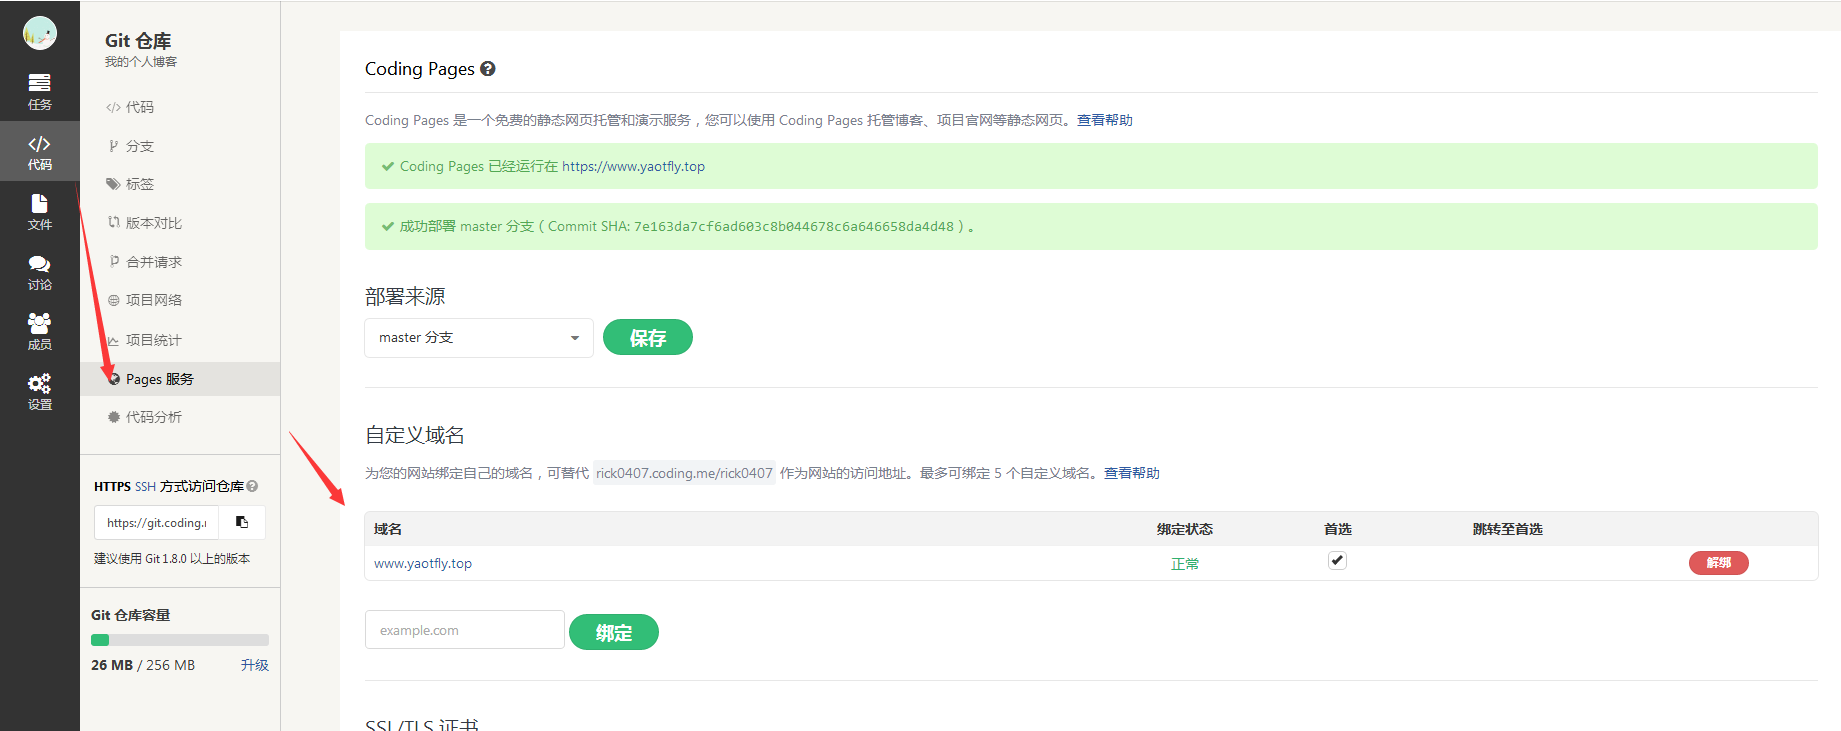 任务
代码
文件
讨论
成员
设置
Git 仓库
我的个人博客
代码
分支
标签
版本对比
合并请求
项目网络
项目统计
Pages 服务
代码分析
HTTPS SSH 方式访问仓库
https://git.coding.
建议使用 Git 1.8.0 以上的版本
Git 仓库容量
26 MB / 256 MB 升级
Coding Pages
Coding Pages 是一个免费的静态网页托管和演示服务，您可以使用 Coding Pages 托管博客、项目官网等静态网页。查看帮助
Coding Pages 已经运行在 https://www.yaotfly.top
成功部署 master 分支（Commit SHA: 7e163da7cf6ad603c8b044678c6a646658da4d48）。
部署来源
master 分支 保存
自定义域名
为您的网站绑定自己的域名，可替代 rick0407.coding.me/rick0407 作为网站的访问地址。最多可绑定 5 个自定义域名。查看帮助
域名 绑定状态 首选 跳转至首选
www.yaotfly.top 正常 解绑
example.com 绑定
SSL/TLS 证书